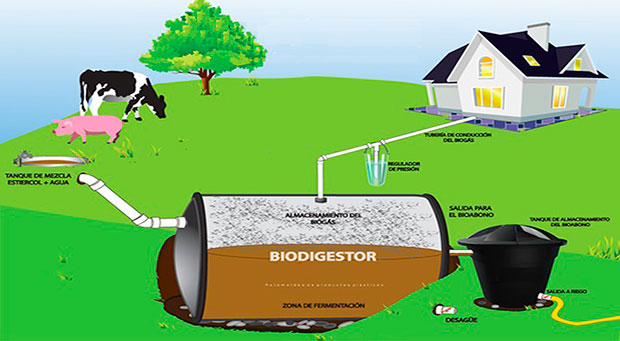 TUBERÍA DE CONDUCCIÓN
DEL BIOGÁS
REGULADOR
DE PRESIÓN
TANQUE DE MEZCLA
ESTIERCOL + AGUA
ALMACENAMIENTO DEL
BIOGÁS
SALIDA PARA
EL BIOABONO
TANQUE DE ALMACENAMIENTO
DEL BIOABONO
BIODIGESTOR
ZONA DE FERMENTACIÓN
SALIDA A RIEGO
DESAGÜE